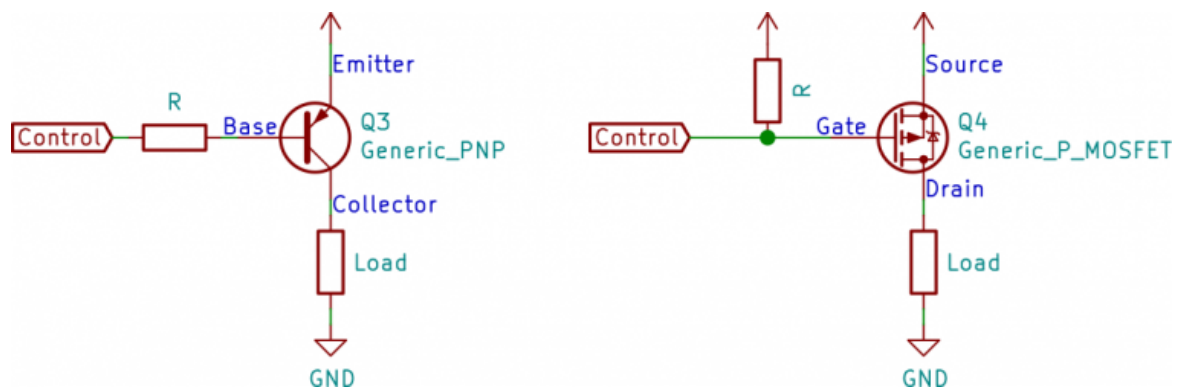 Emitter
R
Control
Base
Q3
Generic_PNP
Collector
Load
GND
Source
R
Control
Gate
Q4
Generic_P_MOSFET
Drain
Load
GND